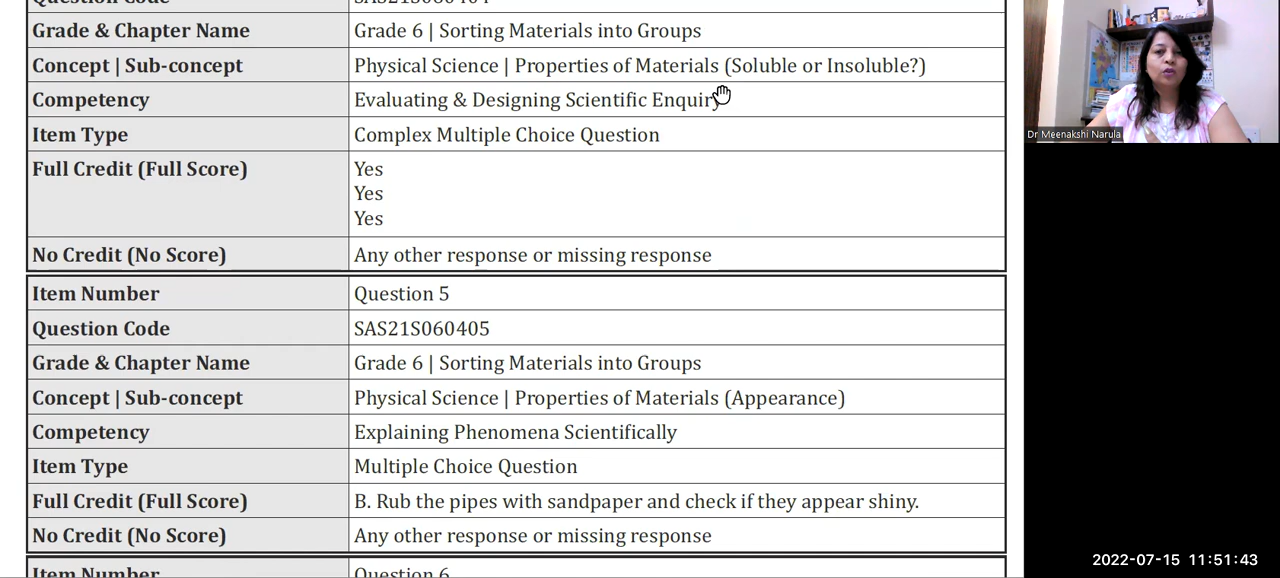 Grade & Chapter Name Grade 6 | Sorting Materials into Groups
Concept | Sub-concept Physical Science | Properties of Materials (Soluble or Insoluble?)
Competency Evaluating & Designing Scientific Enquiry
Item Type Complex Multiple Choice Question
Full Credit (Full Score) Yes
Yes
Yes
No Credit (No Score) Any other response or missing response
Item Number Question 5
Question Code SAS21S060405
Grade & Chapter Name Grade 6 | Sorting Materials into Groups
Concept | Sub-concept Physical Science | Properties of Materials (Appearance)
Competency Explaining Phenomena Scientifically
Item Type Multiple Choice Question
Full Credit (Full Score) B. Rub the pipes with sandpaper and check if they appear shiny.
No Credit (No Score) Any other response or missing response
Item Number Question 6
Dr Meenakshi Narula
2022-07-15 11:51:43